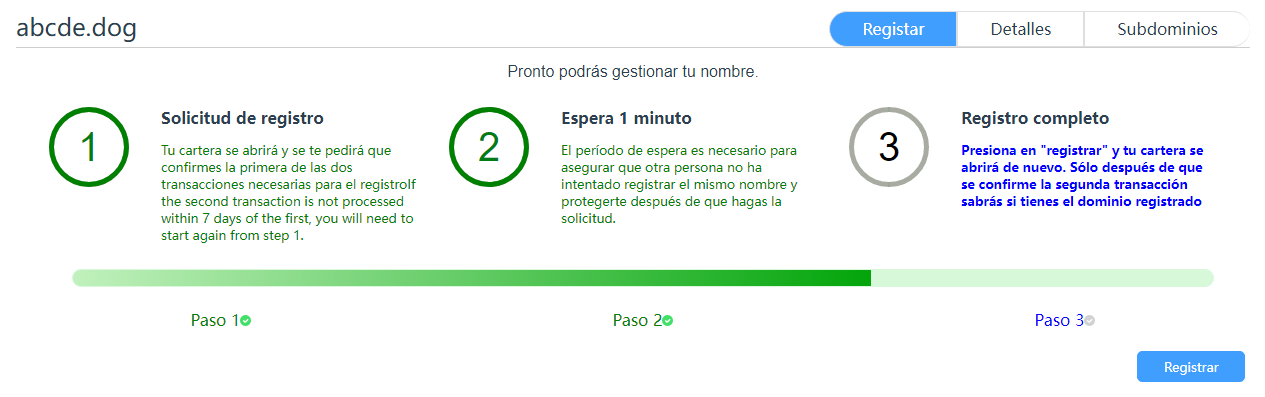 abcde.dog
Registar
Detalles
Subdominios
Pronto podrás gestionar tu nombre.
1
Solicitud de registro
Tu cartera se abrirá y se te pedirá que
confirmes la primera de las dos
transacciones necesarias para el registroIf
the second transaction is not processed
within 7 days of the first, you will need to
start again from step 1.
2
Espera 1 minuto
El período de espera es necesario para
asegurar que otra persona no ha
intentado registrar el mismo nombre y
protegerte después de que hagas la
solicitud.
3
Registro completo
Presiona en "registrar" y tu cartera se
abrirá de nuevo. Sólo después de que
se confirme la segunda transacción
sabrás si tienes el dominio registrado
Paso 1
Paso 2
Paso 3
Registrar